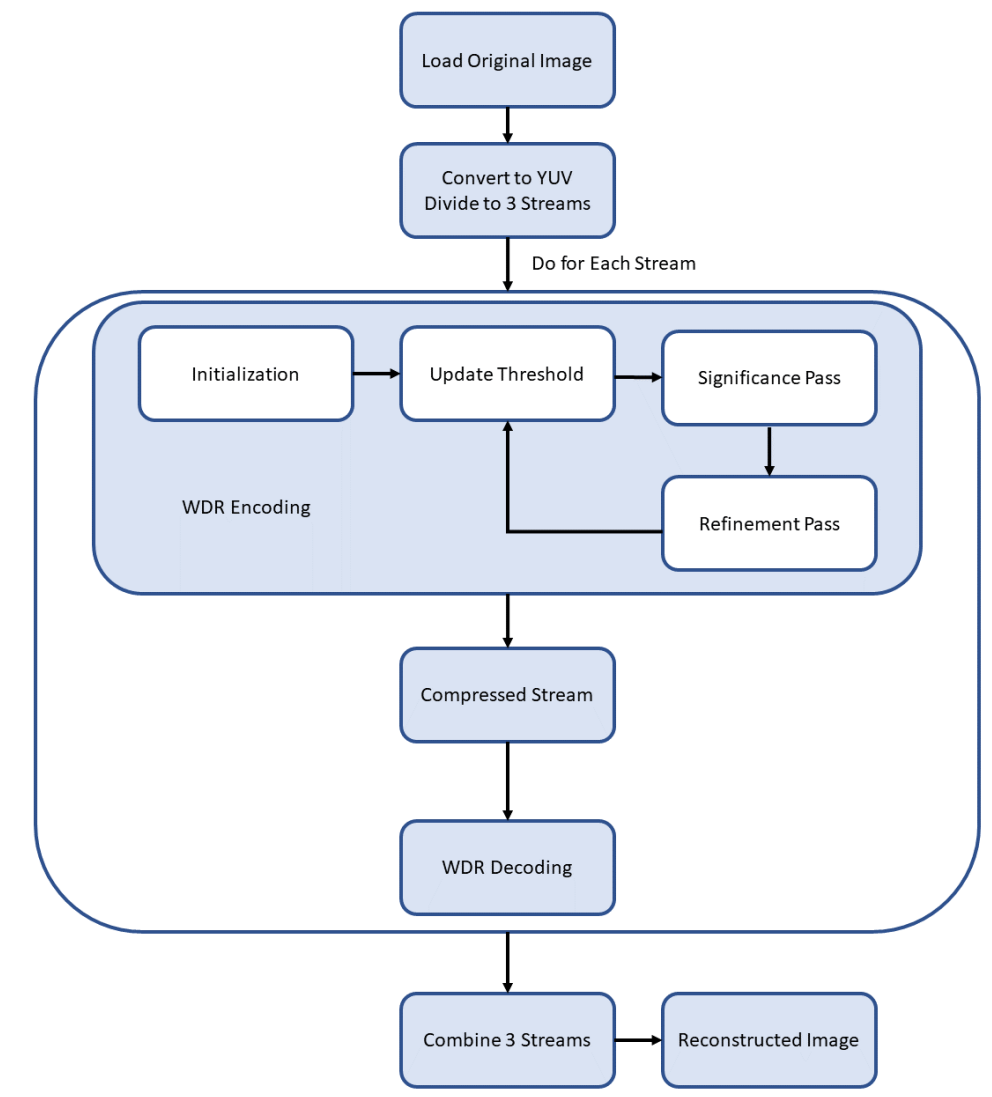 Load Original Image
Convert to YUV
Divide to 3 Streams
Do for Each Stream
Initialization
Update Threshold
Significance Pass
WDR Encoding
Refinement Pass
Compressed Stream
WDR Decoding
Combine 3 Streams
Reconstructed Image